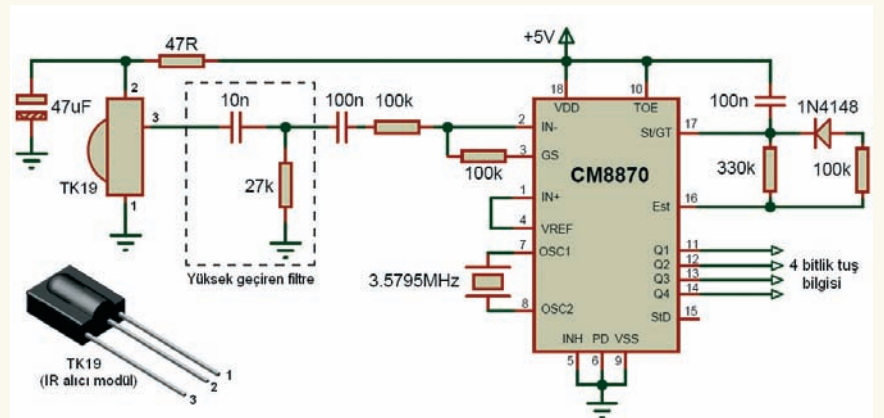 47R
+5V
2
47uF
3
TK19
1
10n
100n
100k
27k
Yüksek geçiren filtre
100k
18
VDD
10
TOE
2
IN-
3
GS
CM8870
1
IN+
4
VREF
7
OSC1
3.5795MHz
8
OSC2
INH
PD
VSS
5
6
9
St/GT
17
Est
16
Q1
11
Q2
12
Q3
13
Q4
14
StD
15
100n
1N4148
330k
100k
4 bitlik tuş
bilgisi
TK19
(IR alıcı modül)
1
2
3